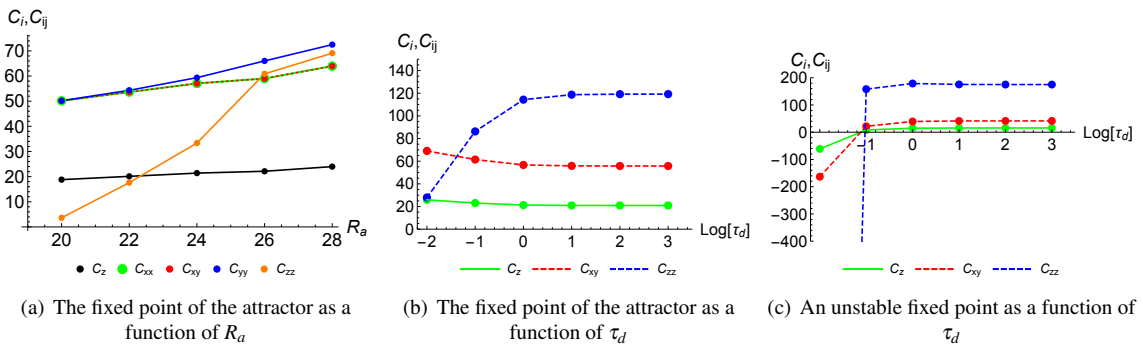 C_i,C_ij
70
60
50
40
30
20
10
20 22 24 26 28
R_a
C_z C_xx C_xy C_yy C_zz
(a) The fixed point of the attractor as a
function of R_a
C_i,C_ij
140
120
100
80
60
40
20
0
-2 -1 0 1 2 3
Log[τ_d]
C_z C_xy C_zz
(b) The fixed point of the attractor as a
function of τ_d
C_i,C_ij
200
100
0
-100
-200
-300
-400
-1 0 1 2 3
Log[τ_d]
C_z C_xy C_zz
(c) An unstable fixed point as a function of
τ_d